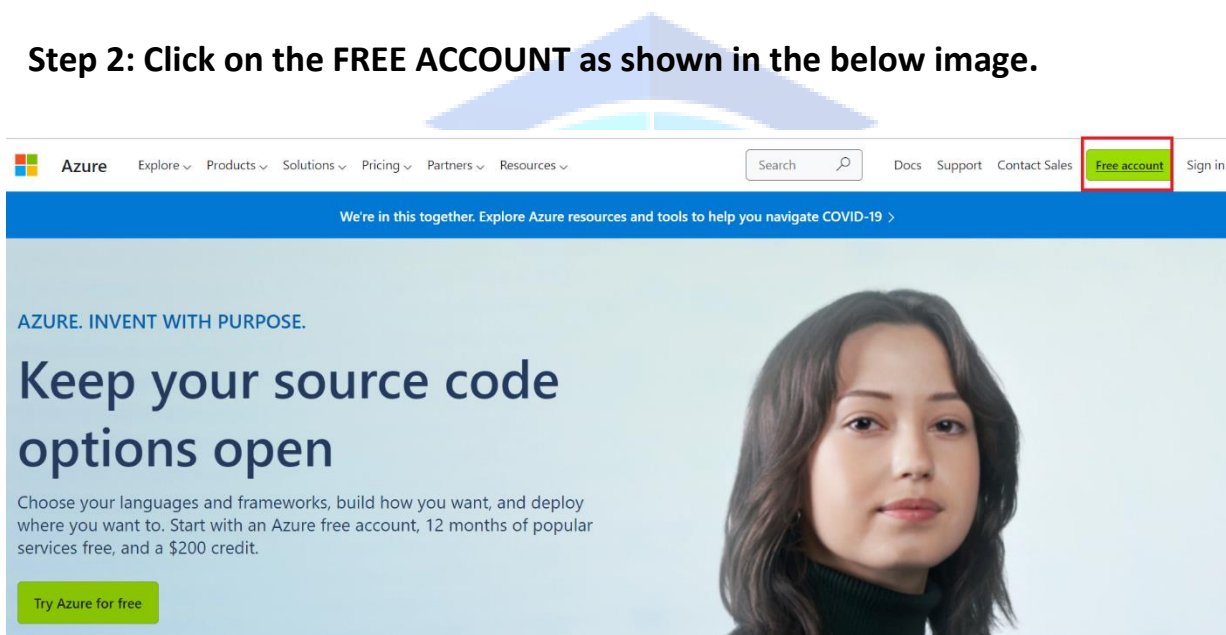 Step 2: Click on the FREE ACCOUNT as shown in the below image.
Azure Explore Products Solutions Pricing Partners Resources Search Docs Support Contact Sales Free account Sign in
We're in this together. Explore Azure resources and tools to help you navigate COVID-19 >
AZURE. INVENT WITH PURPOSE.
Keep your source code
options open
Choose your languages and frameworks, build how you want, and deploy
where you want to. Start with an Azure free account, 12 months of popular
services free, and a $200 credit.
Try Azure for free